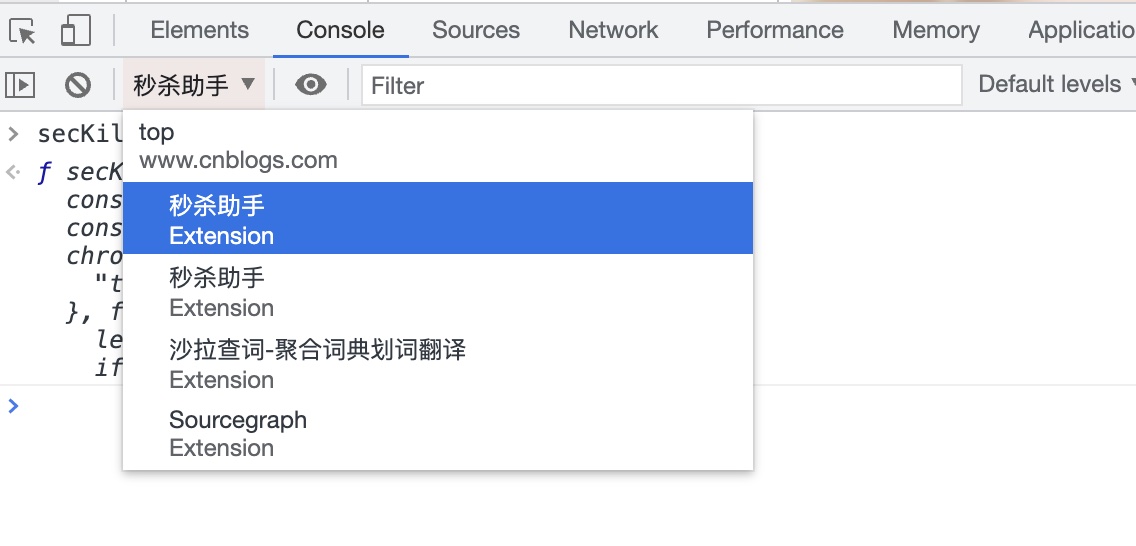 Elements Console Sources Network Performance Memory Applicatio
秒杀助手 Filter Default levels
secKil
top
www.cnblogs.com
f secK
cons
秒杀助手
cons
Extension
chro
秒杀助手
"t
Extension
}, f
le
沙拉查词-聚合词典划词翻译
if
Extension
Sourcegraph
Extension